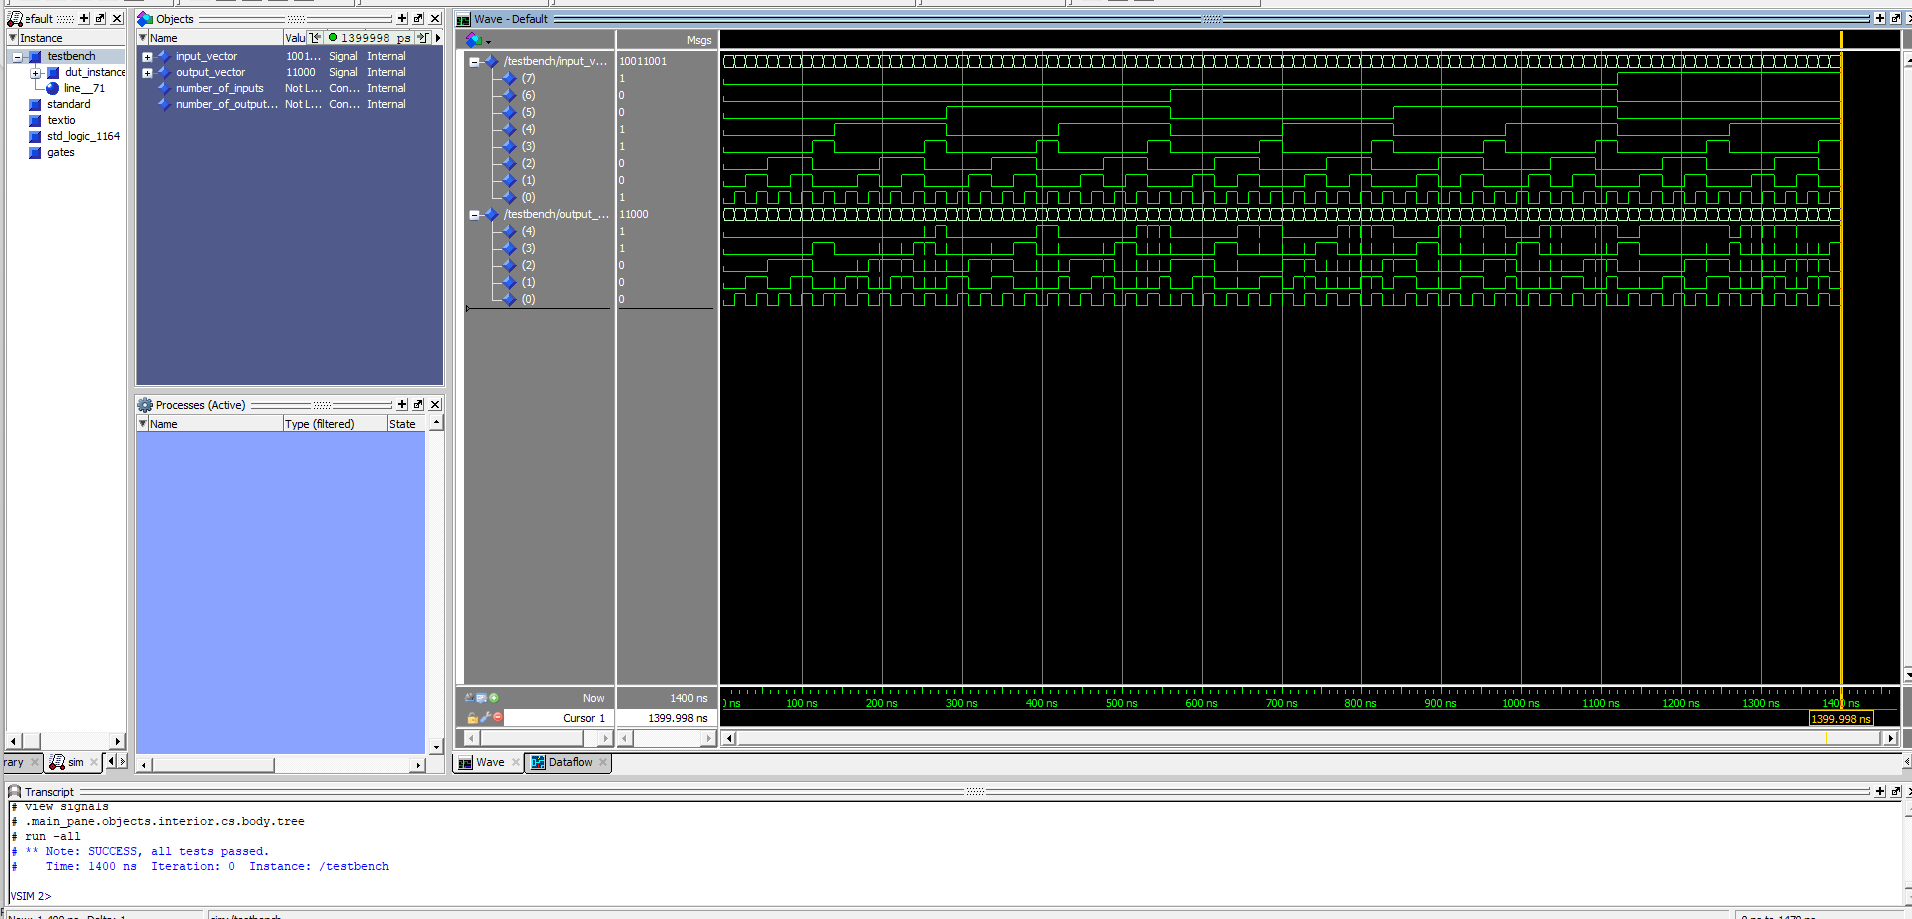 efault
Instance
testbench
dut_instance
line__71
standard
textio
std_logic_1164
gates
rary
sim
Objects
Name
Valu
1399998 ps
input_vector 1001... Signal Internal
output_vector 11000 Signal Internal
number_of_inputs Not L... Con... Internal
number_of_output... Not L... Con... Internal
Processes (Active)
Name Type (filtered) State
Wave - Default
Msgs
/testbench/input_v... 10011001
(7) 1
(6) 0
(5) 0
(4) 1
(3) 1
(2) 0
(1) 0
(0) 1
/testbench/output_... 11000
(4) 1
(3) 1
(2) 0
(1) 0
(0) 0
Now 1400 ns
Cursor 1 1399.998 ns
0 ns 100 ns 200 ns 300 ns 400 ns 500 ns 600 ns 700 ns 800 ns 900 ns 1000 ns 1100 ns 1200 ns 1300 ns 1400 ns
1399.998 ns
Wave
Dataflow
Transcript
# view signals
# .main_pane.objects.interior.cs.body.tree
# run -all
# ** Note: SUCCESS, all tests passed.
#    Time: 1400 ns  Iteration: 0  Instance: /testbench
VSIM 2>